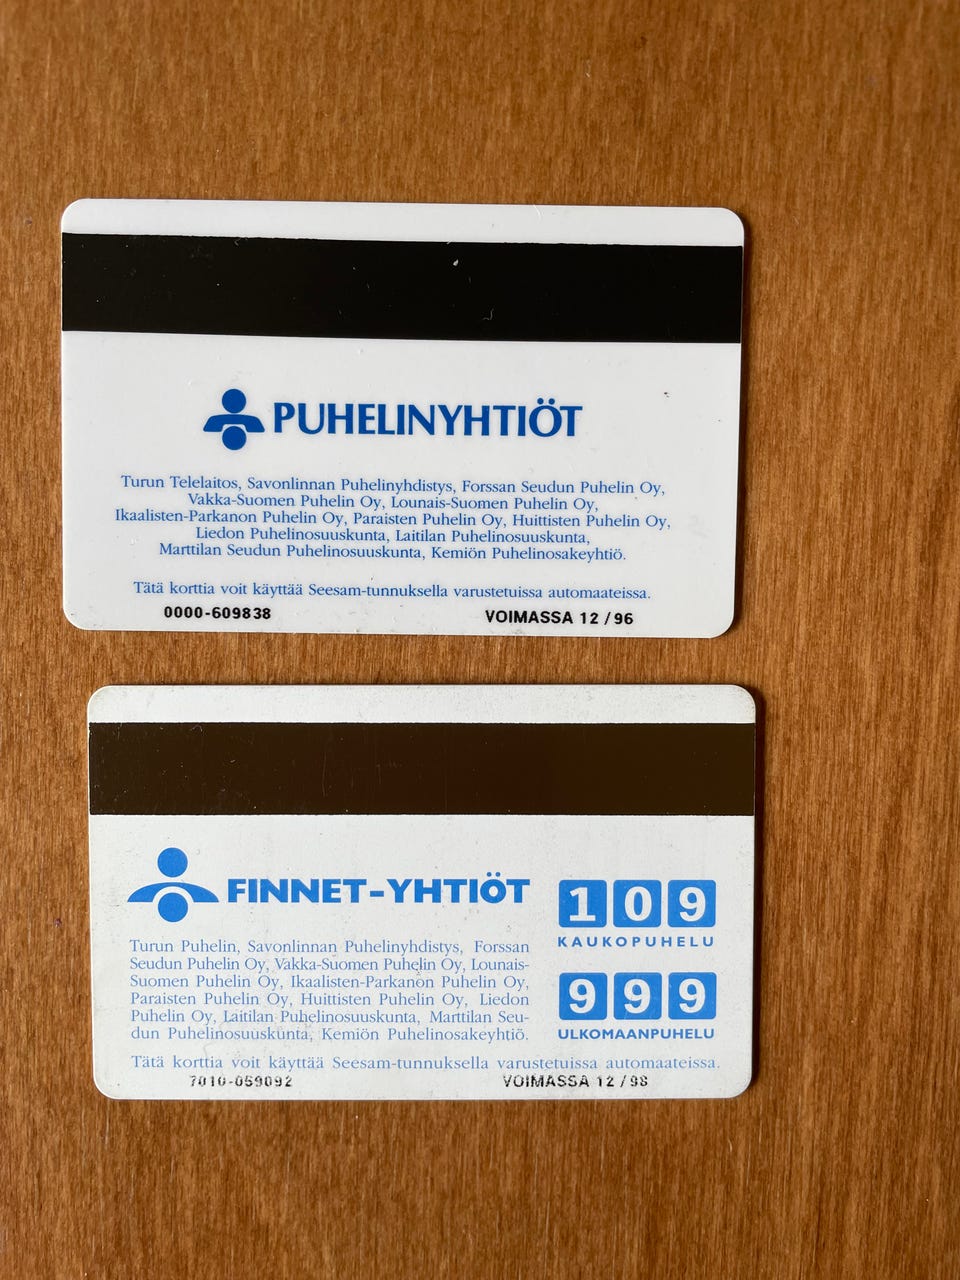 PUHELINYHTIÖT
Turun Telelaitos, Savonlinnan Puhelinyhdistys, Forssan Seudun Puhelin Oy,
Vakka-Suomen Puhelin Oy, Lounais-Suomen Puhelin Oy,
Ikaalisten-Parkanon Puhelin Oy, Paraisten Puhelin Oy, Huittisten Puhelin Oy,
Liedon Puhelinosuuskunta, Laitilan Puhelinosuuskunta,
Marttilan Seudun Puhelinosuuskunta, Kemiön Puhelinosakeyhtiö.
Tätä korttia voit käyttää Seesam-tunnuksella varustetuissa automaateissa.
0000-609838 VOIMASSA 12/96
FINNET-YHTIÖT
Turun Puhelin, Savonlinnan Puhelinyhdistys, Forssan
Seudun Puhelin Oy, Vakka-Suomen Puhelin Oy, Lounais-
Suomen Puhelin Oy, Ikaalisten-Parkanon Puhelin Oy,
Paraisten Puhelin Oy, Huittisten Puhelin Oy, Liedon
Puhelin Oy, Laitilan Puhelinosuuskunta, Marttilan Seu-
dun Puhelinosuuskunta, Kemiön Puhelinosakeyhtiö.
109
KAUKOPUHELU
999
ULKOMAANPUHELU
Tätä korttia voit käyttää Seesam-tunnuksella varustetuissa automaateissa.
7010-059092 VOIMASSA 12/98